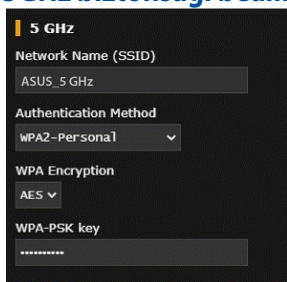 5 GHz
Network Name (SSID)
ASUS_5 GHz
Authentication Method
WPA2-Personal
WPA Encryption
AES
WPA-PSK key
••••••••••